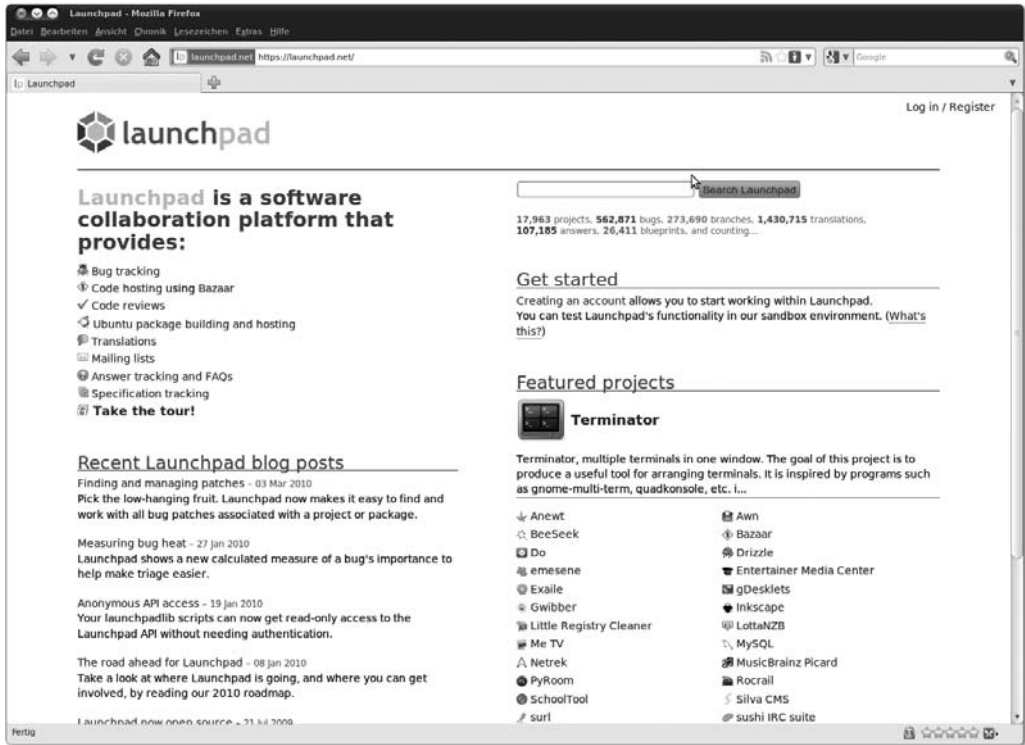 Launchpad - Mozilla Firefox
Datei Bearbeiten Ansicht Chronik Lesezeichen Extras Hilfe
launchpad.net https://launchpad.net/
Google
Launchpad
Log in / Register
launchpad
Launchpad is a software
collaboration platform that
provides:
Bug tracking
Code hosting using Bazaar
Code reviews
Ubuntu package building and hosting
Translations
Mailing lists
Answer tracking and FAQs
Specification tracking
Take the tour!
Recent Launchpad blog posts
Finding and managing patches - 03 Mar 2010
Pick the low-hanging fruit. Launchpad now makes it easy to find and
work with all bug patches associated with a project or package.
Measuring bug heat - 27 Jan 2010
Launchpad shows a new calculated measure of a bug's importance to
help make triage easier.
Anonymous API access - 19 Jan 2010
Your launchpadlib scripts can now get read-only access to the
Launchpad API without needing authentication.
The road ahead for Launchpad - 08 Jan 2010
Take a look at where Launchpad is going, and where you can get
involved, by reading our 2010 roadmap.
Launchpad now open source - 21 Jul 2009
Search Launchpad
17,963 projects, 562,871 bugs, 273,690 branches, 1,430,715 translations,
107,185 answers, 26,411 blueprints, and counting...
Get started
Creating an account allows you to start working within Launchpad.
You can test Launchpad's functionality in our sandbox environment. (What's
this?)
Featured projects
Terminator
Terminator, multiple terminals in one window. The goal of this project is to
produce a useful tool for arranging terminals. It is inspired by programs such
as gnome-multi-term, quadkonsole, etc. i...
Anewt
BeeSeek
Do
emesene
Exaile
Gwibber
Little Registry Cleaner
Me TV
Netrek
PyRoom
SchoolTool
surl
Awn
Bazaar
Drizzle
Entertainer Media Center
gDesklets
Inkscape
LottaNZB
MySQL
MusicBrainz Picard
Rocrail
Silva CMS
sushi IRC suite
Fertig